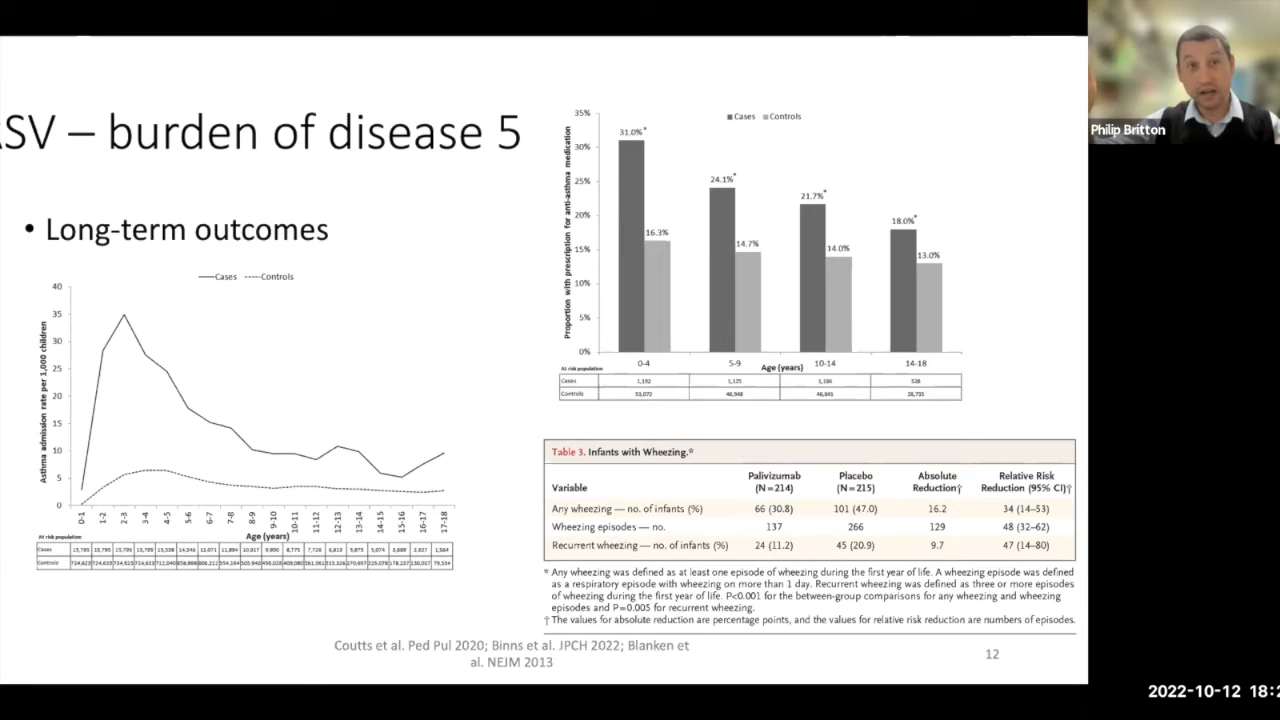 SV – burden of disease 5
• Long-term outcomes
Cases Controls
Asthma admission rate per 1,000 children
40
35
30
25
20
15
10
5
0
0-1 1-2 2-3 3-4 4-5 5-6 6-7 7-8 8-9 9-10 10-11 11-12 12-13 13-14 14-15 15-16 16-17 17-18
Age (years)
At risk population
Cases
Controls
Cases Controls
Proportion with prescription for anti-asthma medication
35%
30%
25%
20%
15%
10%
5%
0%
31.0%*
16.3%
24.1%*
14.7%
21.7%*
14.0%
18.0%*
13.0%
0-4 5-9 10-14 14-18
Age (years)
At risk population
Cases
Controls
Table 3. Infants with Wheezing.*
Variable Palivizumab (N=214) Placebo (N=215) Absolute Reduction† Relative Risk Reduction (95% CI)†
Any wheezing — no. of infants (%) 66 (30.8) 101 (47.0) 16.2 34 (14–53)
Wheezing episodes — no. 137 266 129 48 (32–62)
Recurrent wheezing — no. of infants (%) 24 (11.2) 45 (20.9) 9.7 47 (14–80)
* Any wheezing was defined as at least one episode of wheezing during the first year of life. A wheezing episode was defined
as a respiratory episode with wheezing on more than 1 day. Recurrent wheezing was defined as three or more episodes
of wheezing during the first year of life. P<0.001 for the between-group comparisons for any wheezing and wheezing
episodes and P=0.005 for recurrent wheezing.
† The values for absolute reduction are percentage points, and the values for relative risk reduction are numbers of episodes.
Coutts et al. Ped Pul 2020; Binns et al. JPCH 2022; Blanken et
al. NEJM 2013
12
Philip Britton
2022-10-12 18:2